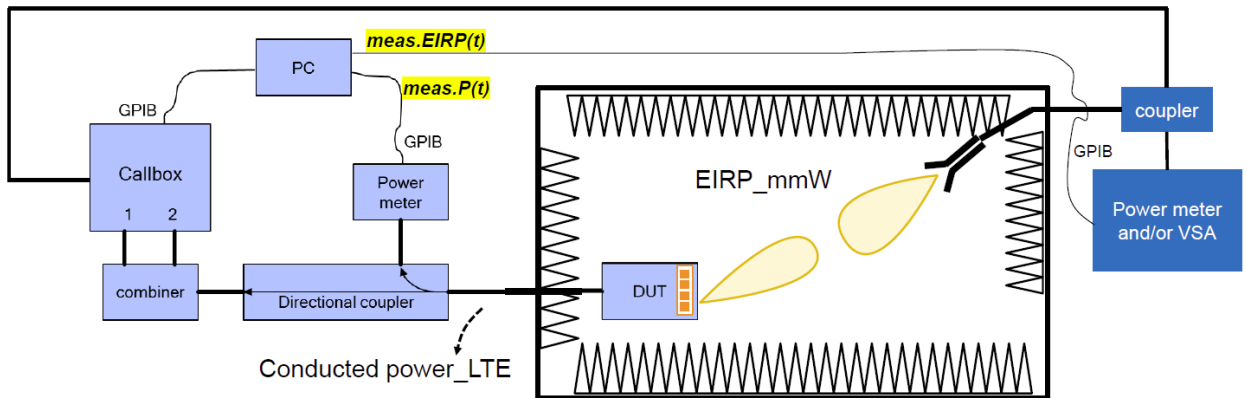 meas.EIRP(t)
PC
meas.P(t)
GPIB
coupler
GPIB
GPIB
Callbox
1 2
Power
meter
EIRP_mmW
Power meter
and/or VSA
combiner
Directional coupler
DUT
Conducted power_LTE